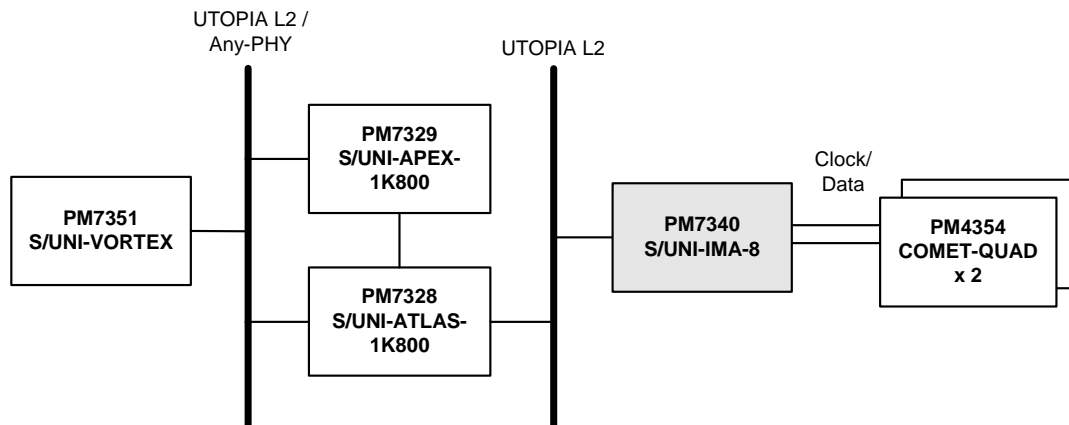 UTOPIA L2 /
Any-PHY
UTOPIA L2
PM7329
S/UNI-APEX-
1K800
Clock/
Data
PM7351
S/UNI-VORTEX
PM7340
S/UNI-IMA-8
PM4354
COMET-QUAD
x 2
PM7328
S/UNI-ATLAS-
1K800